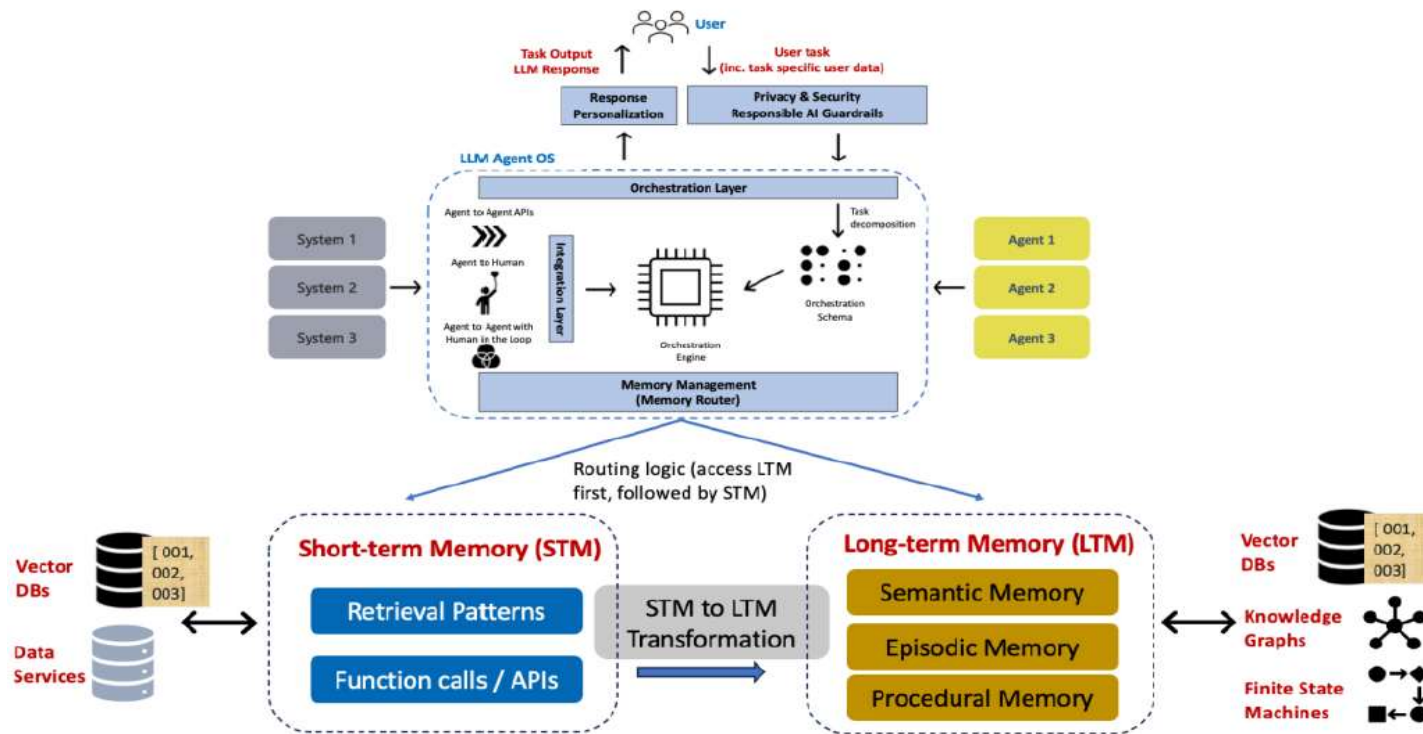 User
Task Output
LLM Response
User task
(inc. task specific user data)
Response
Personalization
Privacy & Security
Responsible AI Guardrails
LLM Agent OS
Orchestration Layer
Agent to Agent APIs
Task
decomposition
System 1
System 2
System 3
Agent to Human
Integration Layer
Agent to Agent with
Human in the Loop
Orchestration
Engine
Orchestration
Schema
Agent 1
Agent 2
Agent 3
Memory Management
(Memory Router)
Routing logic (access LTM
first, followed by STM)
Vector
DBs
[ 001,
002,
003]
Data
Services
Short-term Memory (STM)
Retrieval Patterns
Function calls / APIs
STM to LTM
Transformation
Long-term Memory (LTM)
Semantic Memory
Episodic Memory
Procedural Memory
Vector
DBs
[ 001,
002,
003]
Knowledge
Graphs
Finite State
Machines